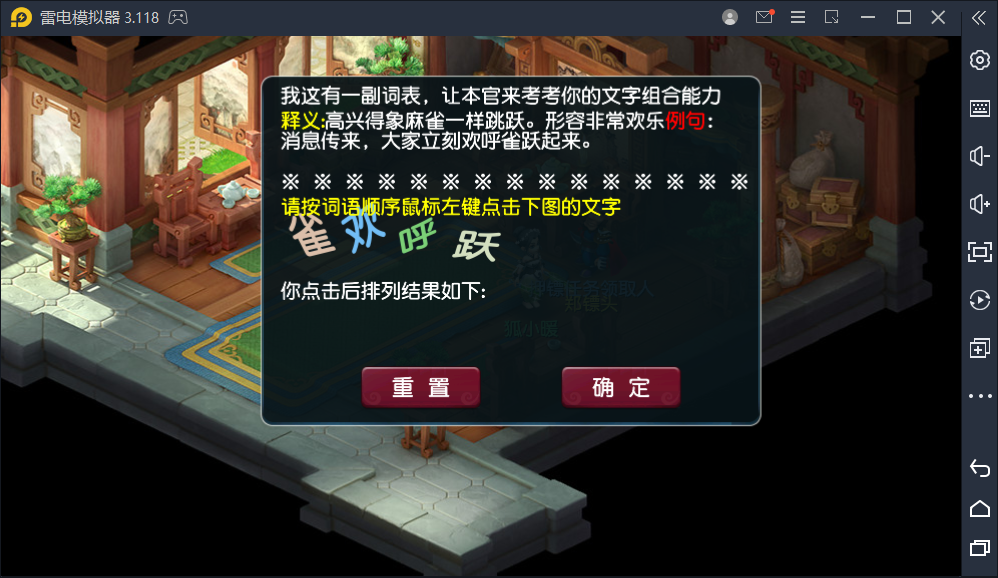 雷电模拟器 3.118
我这有一副词表，让本官来考考你的文字组合能力
释义:高兴得象麻雀一样跳跃。形容非常欢乐例句：
消息传来，大家立刻欢呼雀跃起来。
※ ※ ※ ※ ※ ※ ※ ※ ※ ※ ※ ※ ※ ※ ※
请按词语顺序鼠标左键点击下图的文字
雀 欢 呼 跃
你点击后排列结果如下:
狐小暖
重 置 确 定